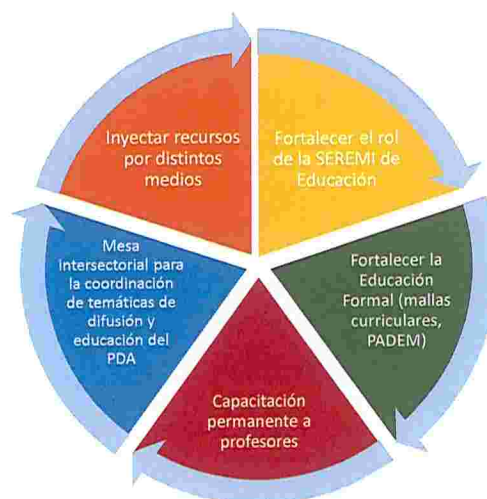 Inyectar recursos
por distintos
medios
Fortalecer el rol
de la SEREMI de
Educación
Fortalecer la
Educación
Formal (mallas
curriculares,
PADEM)
Capacitación
permanente a
profesores
Mesa
intersectorial para
la coordinación
de temáticas de
difusión y
educación del
PDA